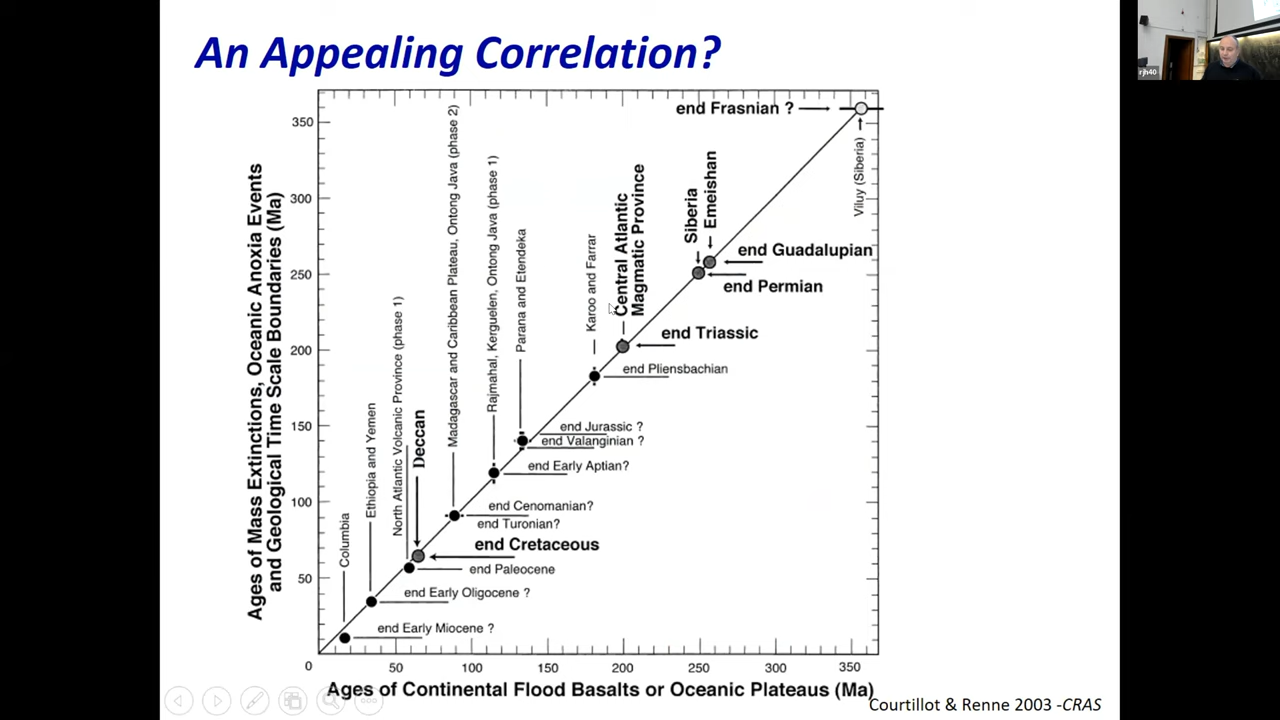 An Appealing Correlation?
rjh40
Ages of Mass Extinctions, Oceanic Anoxia Events
and Geological Time Scale Boundaries (Ma)
350
300
250
200
150
100
50
0
50
100
150
200
250
300
350
Ages of Continental Flood Basalts or Oceanic Plateaus (Ma)
Columbia
Ethiopia and Yemen
North Atlantic Volcanic Province (phase 1)
Deccan
Madagascar and Caribbean Plateau, Ontong Java (phase 2)
Rajmahal, Kerguelen, Ontong Java (phase 1)
Parana and Etendeka
Karoo and Farrar
Central Atlantic
Magmatic Province
Siberia
Emeishan
Viluy (Siberia)
end Frasnian ?
end Guadalupian
end Permian
end Triassic
end Pliensbachian
end Jurassic ?
end Valanginian ?
end Early Aptian?
end Cenomanian?
end Turonian?
end Cretaceous
end Paleocene
end Early Oligocene ?
end Early Miocene ?
Courtillot & Renne 2003 -CRAS